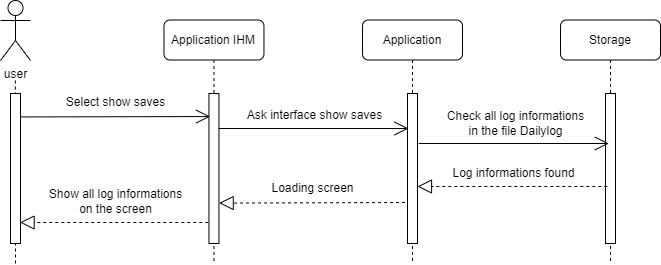 user
Application IHM
Application
Storage
Select show saves
Ask interface show saves
Check all log informations
in the file Dailylog
Log informations found
Loading screen
Show all log informations
on the screen